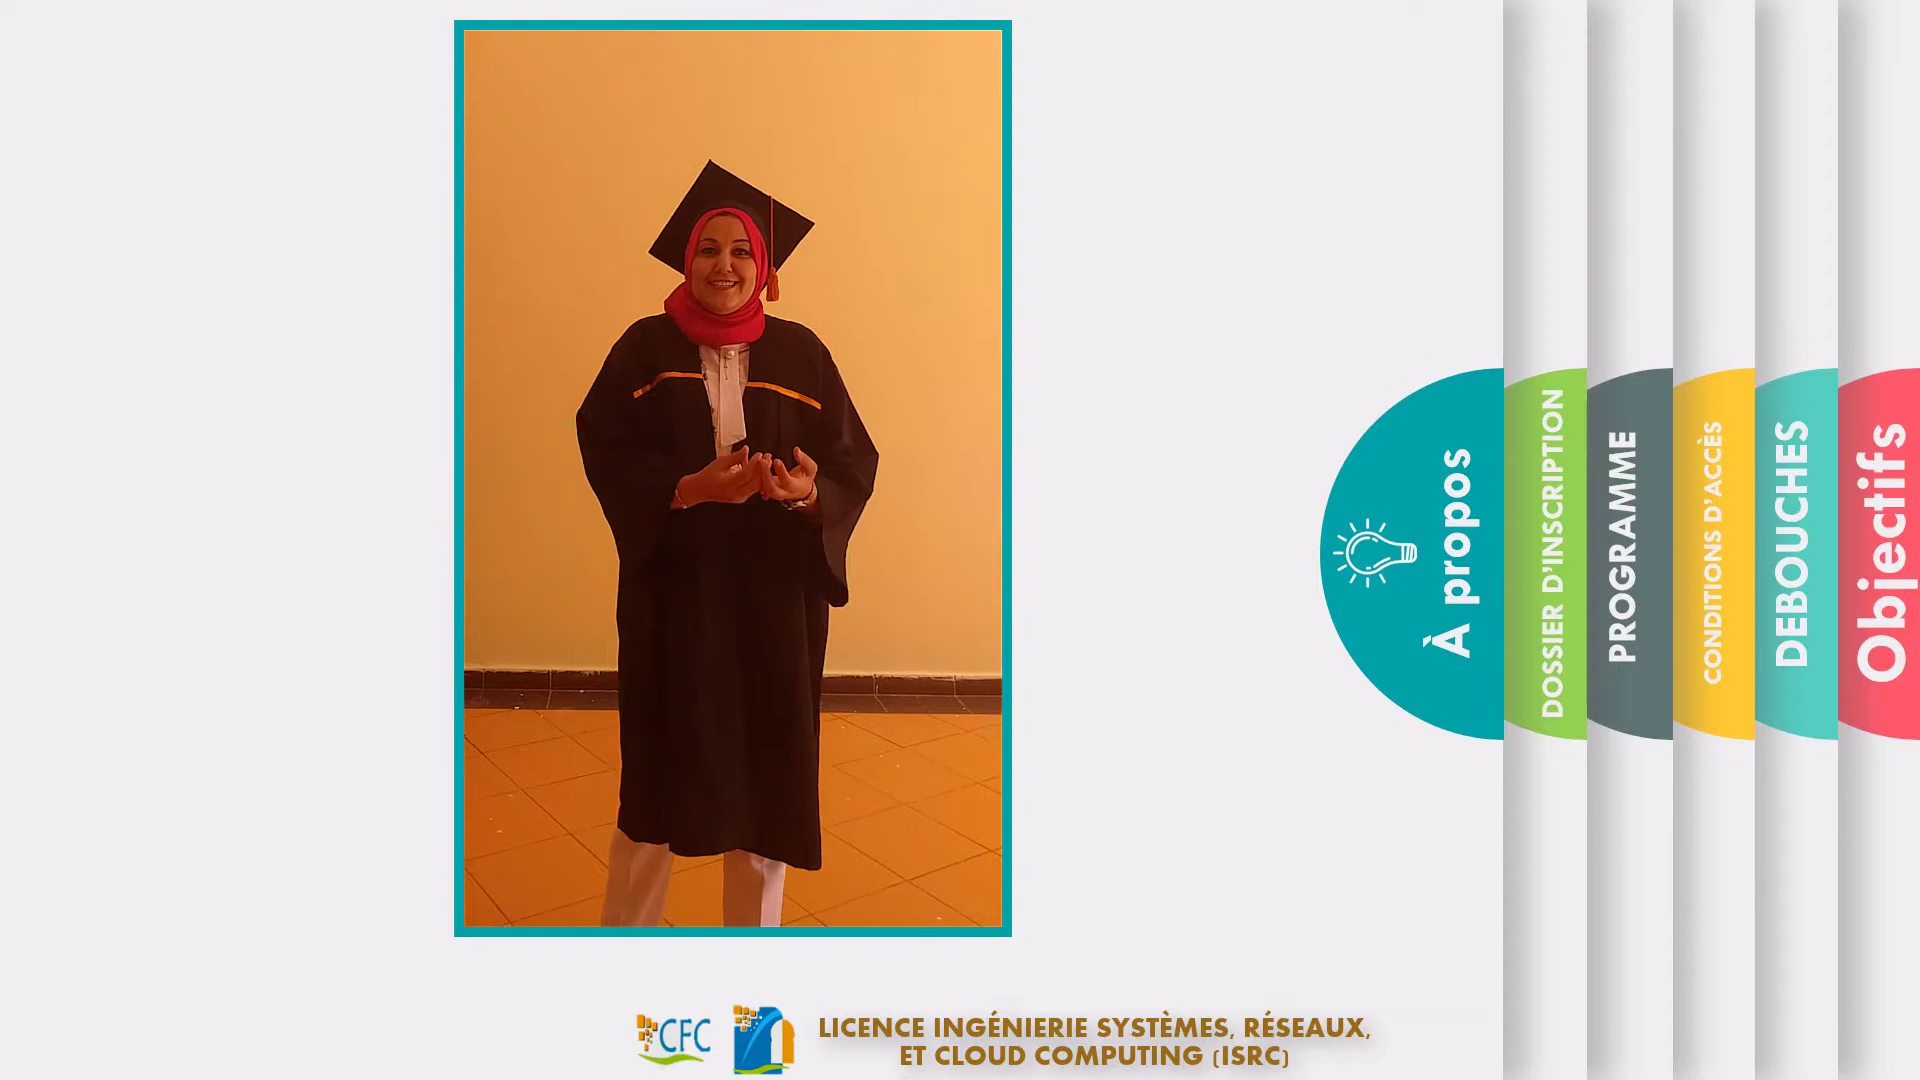 À propos
DOSSIER D'INSCRIPTION
PROGRAMME
CONDITIONS D'ACCÈS
DEBOUCHES
Objectifs
CFC
LICENCE INGÉNIERIE SYSTÈMES, RÉSEAUX,
ET CLOUD COMPUTING (ISRC)